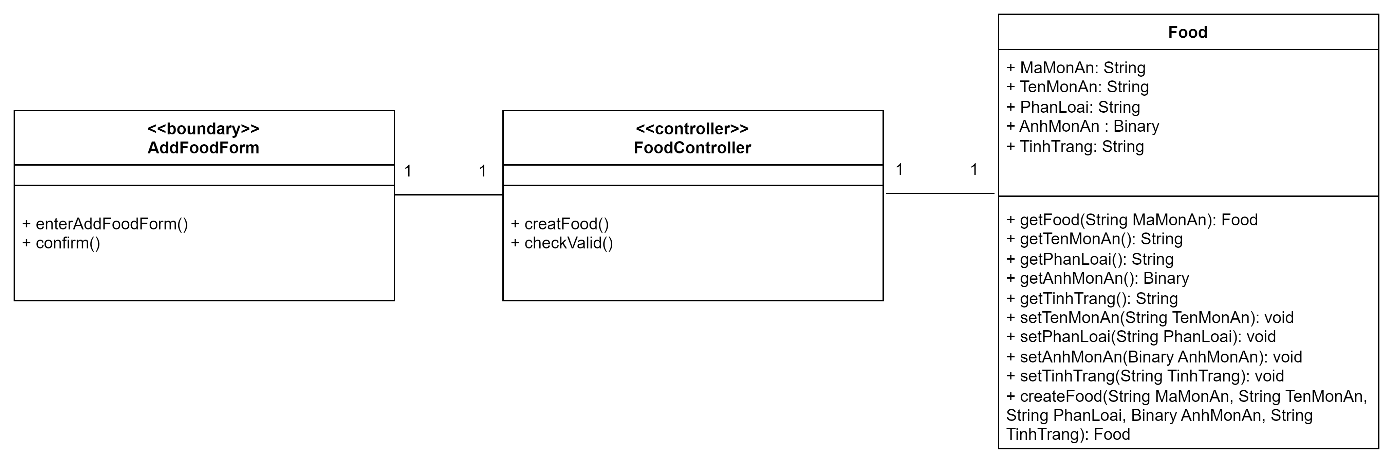 <<boundary>>
AddFoodForm
+ enterAddFoodForm()
+ confirm()
1
1
<<controller>>
FoodController
+ creatFood()
+ checkValid()
1
1
Food
+ MaMonAn: String
+ TenMonAn: String
+ PhanLoai: String
+ AnhMonAn : Binary
+ TinhTrang: String
+ getFood(String MaMonAn): Food
+ getTenMonAn(): String
+ getPhanLoai(): String
+ getAnhMonAn(): Binary
+ getTinhTrang(): String
+ setTenMonAn(String TenMonAn): void
+ setPhanLoai(String PhanLoai): void
+ setAnhMonAn(Binary AnhMonAn): void
+ setTinhTrang(String TinhTrang): void
+ createFood(String MaMonAn, String TenMonAn,
String PhanLoai, Binary AnhMonAn, String
TinhTrang): Food